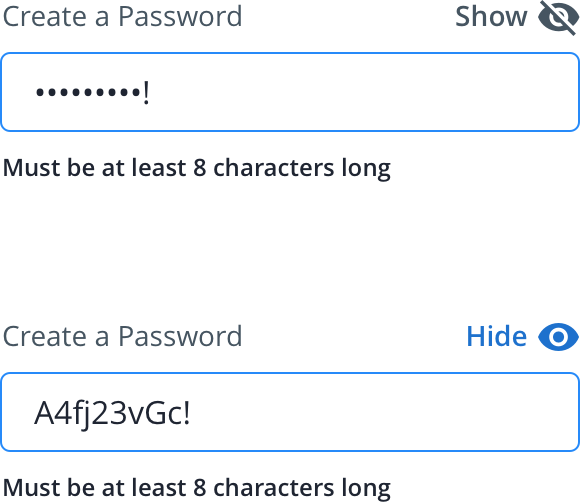 Create a Password Show
•••••••••!
Must be at least 8 characters long
Create a Password Hide
A4fj23vGc!
Must be at least 8 characters long